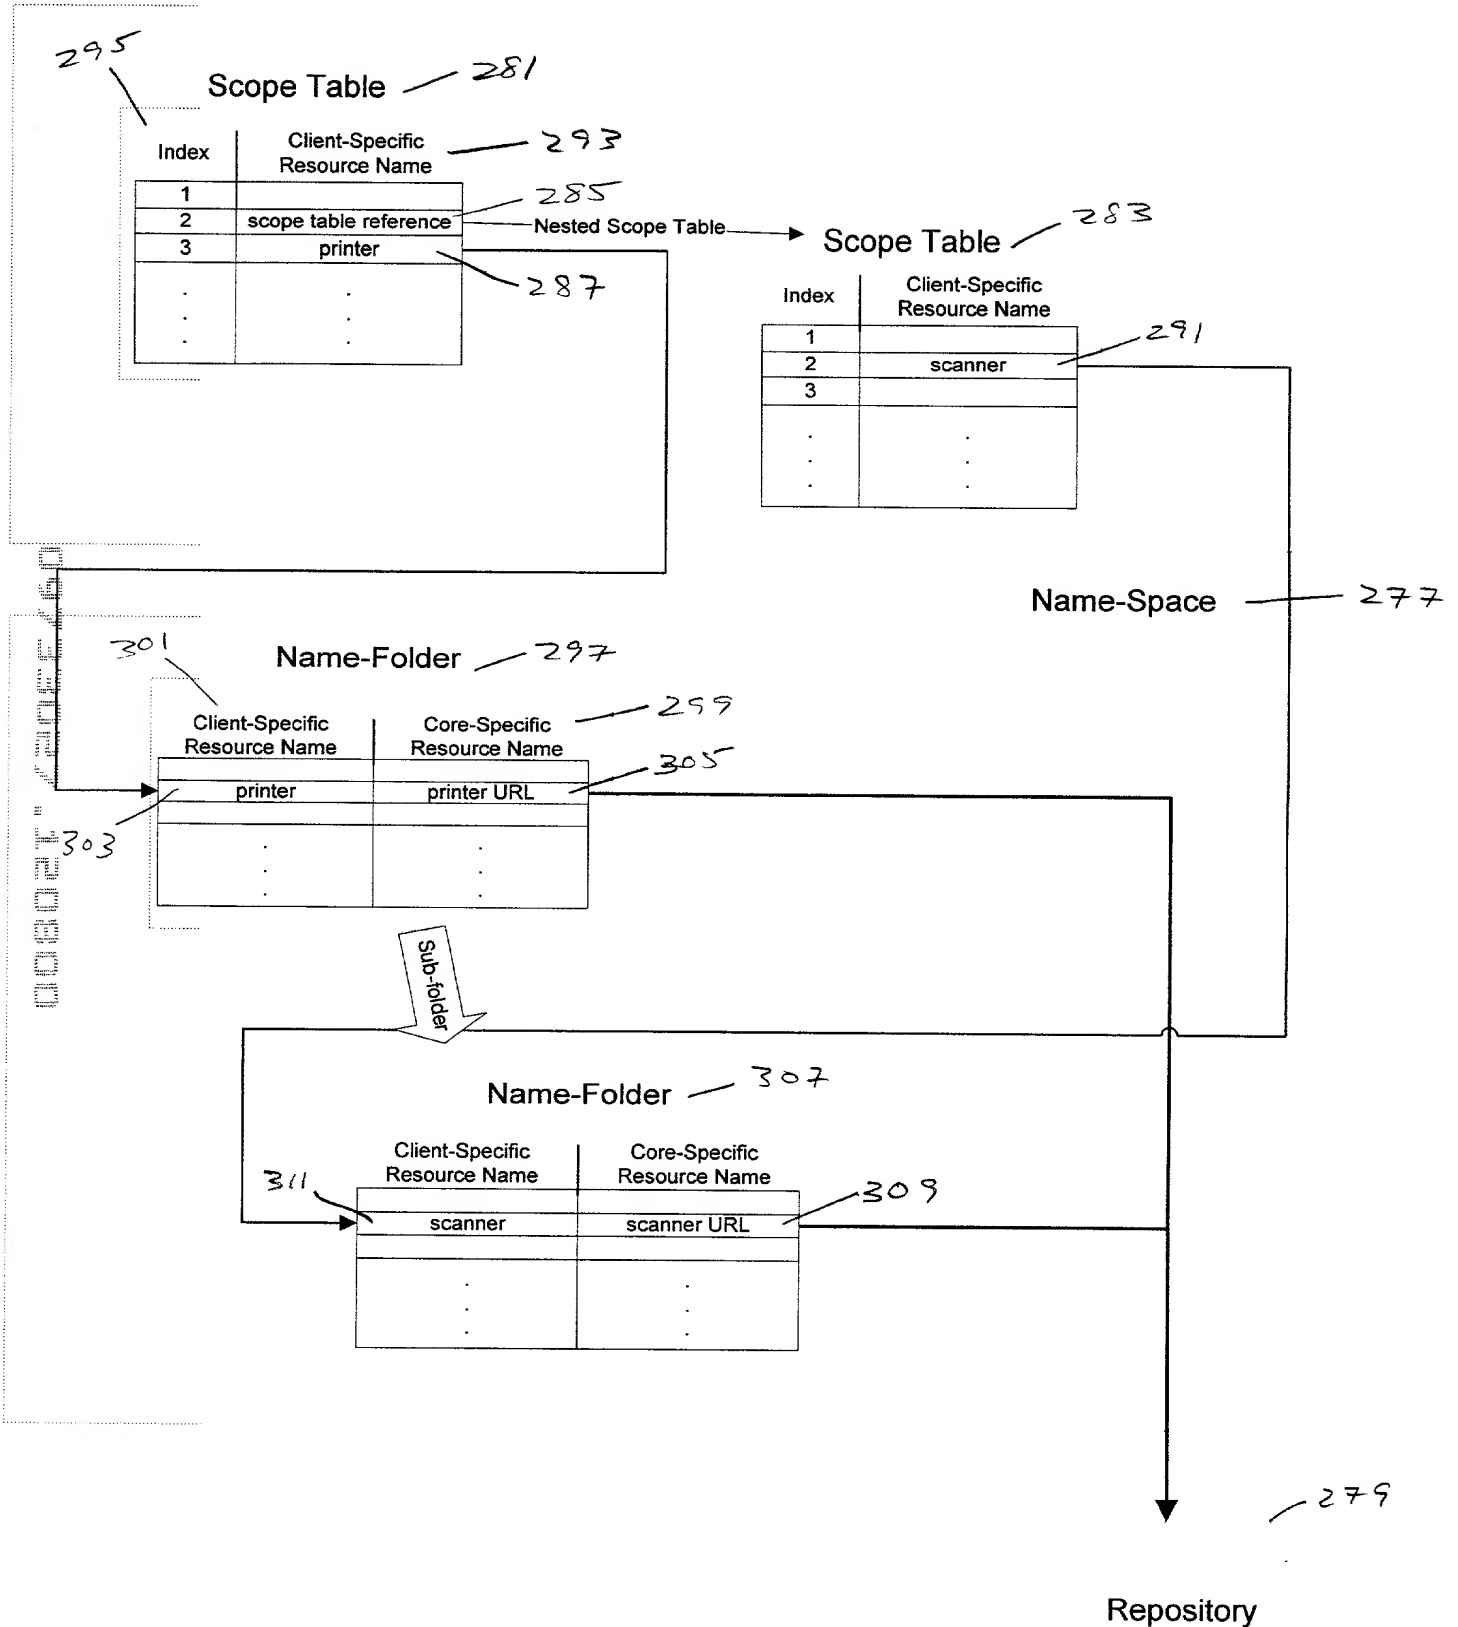 295
Scope Table 281
Index
Client-Specific
Resource Name
293
1
285
2 scope table reference
Nested Scope Table
3 printer
287
Scope Table 283
Index
Client-Specific
Resource Name
1
291
2 scanner
3
Name-Space 277
301
Name-Folder 297
299
Client-Specific
Resource Name
Core-Specific
Resource Name
305
printer printer URL
303
Sub-folder
Name-Folder 307
Client-Specific
Resource Name
Core-Specific
Resource Name
311
309
scanner scanner URL
279
Repository